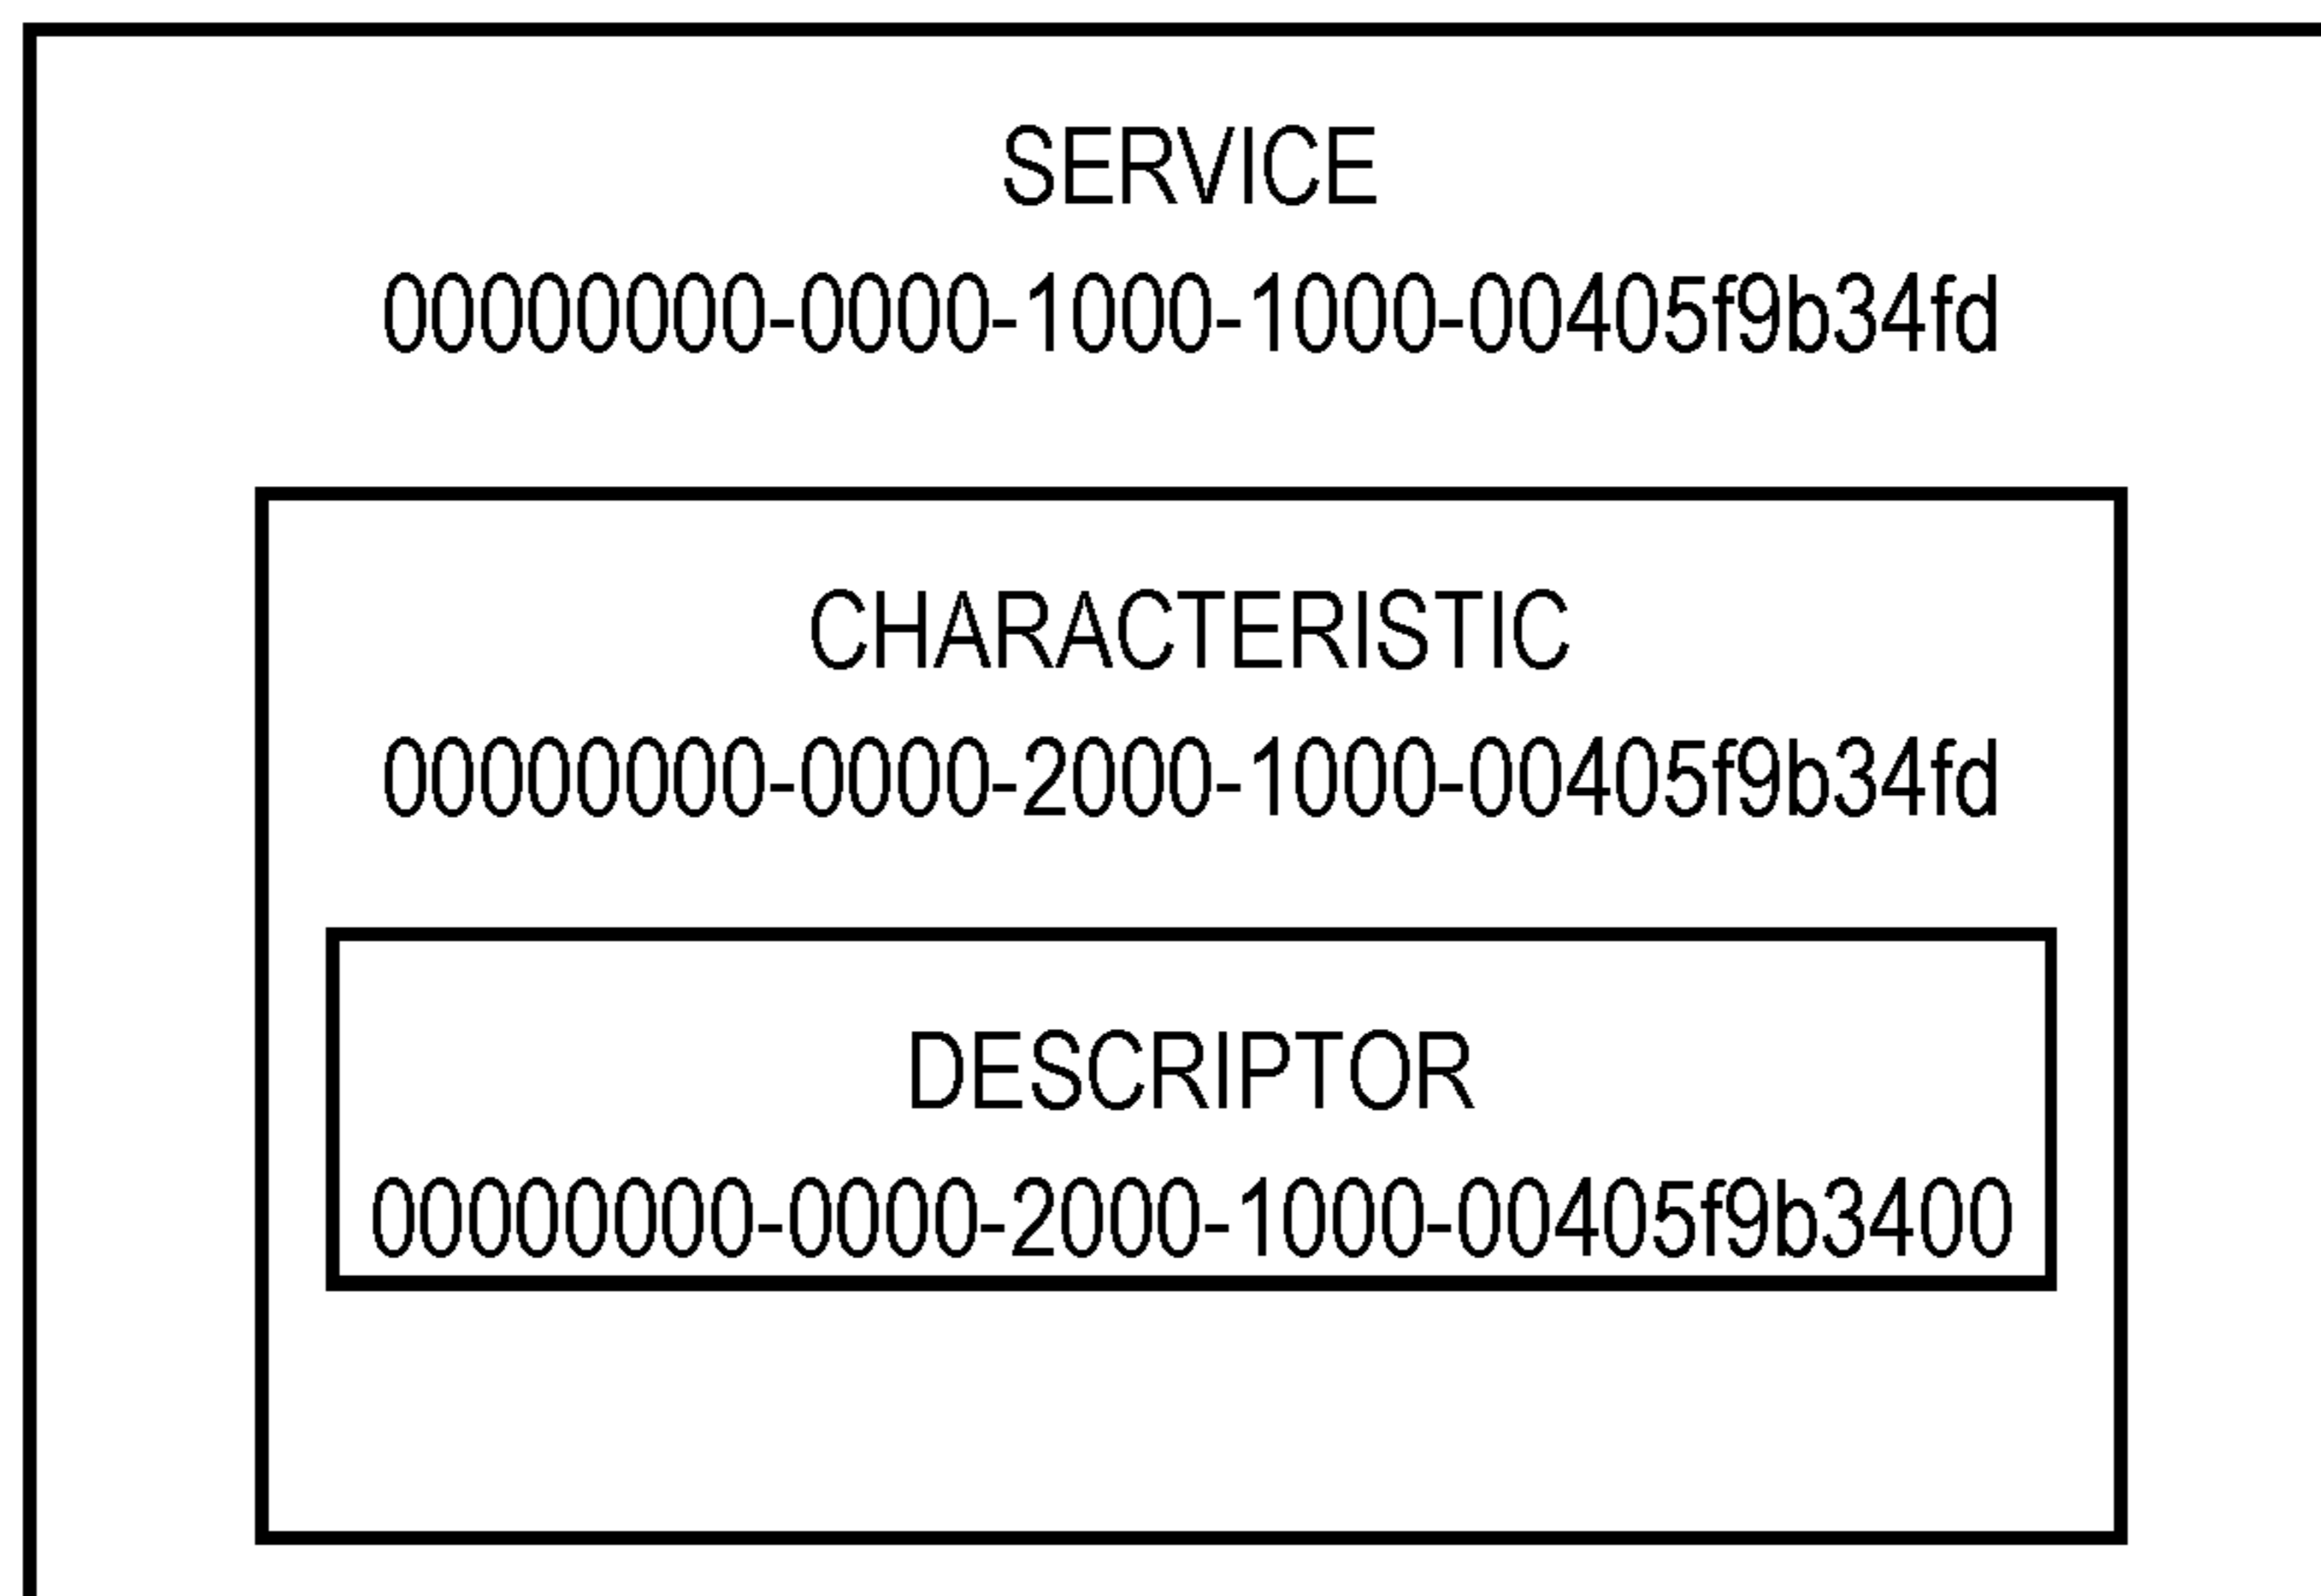 SERVICE
00000000-0000-1000-1000-00405f9b34fd
CHARACTERISTIC
00000000-0000-2000-1000-00405f9b34fd
DESCRIPTOR
00000000-0000-2000-1000-00405f9b3400